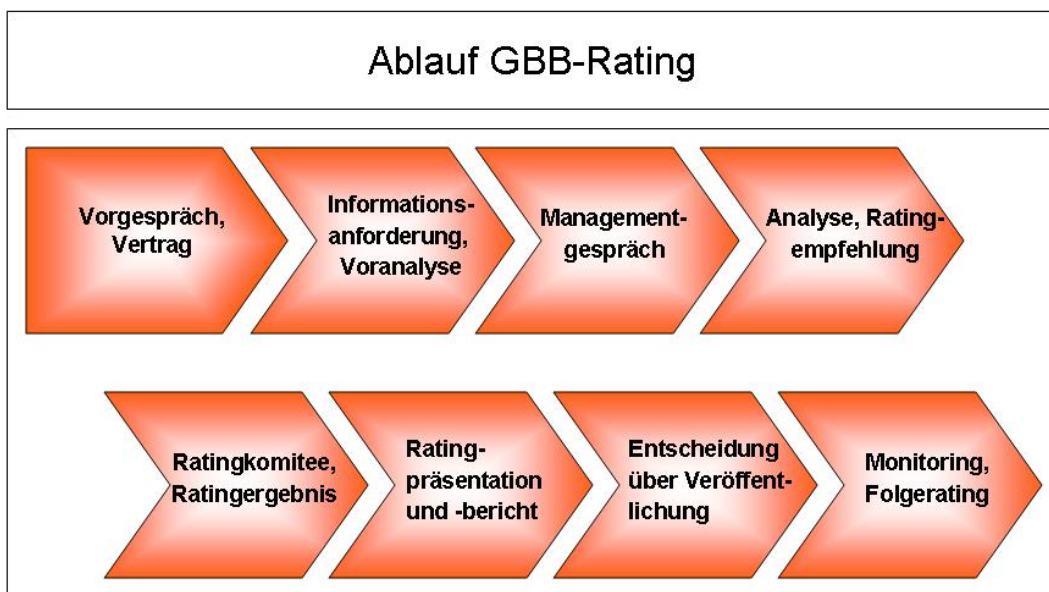 Ablauf GBB-Rating
Vorgespräch,
Vertrag
Informations-
anforderung,
Voranalyse
Management-
gespräch
Analyse, Rating-
empfehlung
Ratingkomitee,
Ratingergebnis
Rating-
präsentation
und -bericht
Entscheidung
über Veröffent-
lichung
Monitoring,
Folgerating